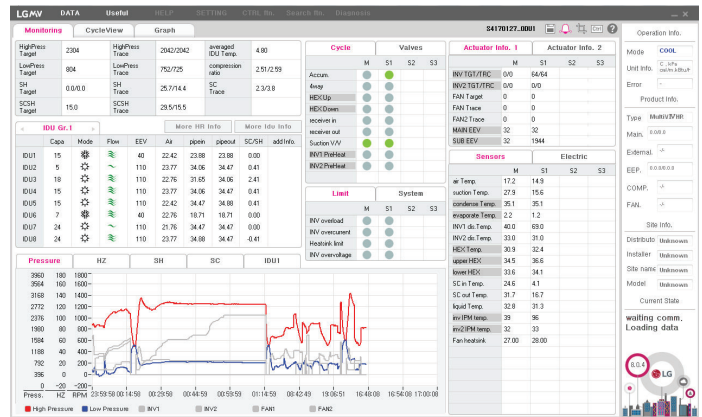 LGMV DATA Useful HELP SETTING CTRL Rn. Search Rn. Diagnosis
Monitoring CycleView Graph S4170127_0DU1
HighPress Target 2304 HighPress Trace 2042/2042 averaged IDU Temp. 4.80
LowPress Target 804 LowPress Trace 752/725 compression ratio 2.51/2.59
SH Target 0.0/0.0 SH Trace 25.7/14.4 SC Trace 2.3/3.8
SCSH Target 15.0 SCSH Trace 29.5/15.5
< IDU Gr.1 > More HR Info More Idu Info
Capa Mode Flow EEV Air pipein pipeout SC/SH add Info.
IDU1 15 40 22.42 23.88 23.88 0.00
IDU2 5 110 23.77 34.06 34.47 0.41
IDU3 18 110 22.76 31.65 34.06 2.41
IDU4 15 110 23.77 34.06 34.47 0.41
IDU5 15 110 22.42 34.47 34.88 0.41
IDU6 7 40 22.76 18.71 18.71 0.00
IDU7 24 110 21.76 34.47 34.47 0.00
IDU8 24 110 23.77 34.88 34.47 -0.41
Cycle Valves
M S1 S2 S3
Accum.
4way
HEX Up
HEX Down
receiver in
receiver out
Suction V/V
INV1 PreHeat
INV2 PreHeat
Limit System
M S1 S2 S3
INV overload
INV overcurrent
Heatsink limit
INV overvoltage
Actuator Info. 1 Actuator Info. 2
M S1 S2 S3
INV TGT/TRC 0/0 64/64
INV2 TGT/TRC 0/0 0/0
FAN Target 0 0
FAN Trace 0 0
FAN2 Trace 0 0
MAIN EEV 32 32
SUB EEV 32 1944
Sensors Electric
M S1 S2 S3
air Temp. 17.2 14.9
suction Temp. 27.9 15.6
condense Temp. 35.1 35.1
evaporate Temp. 2.2 1.2
INV1 dis.Temp. 40.0 69.0
INV2 dis.Temp. 33.0 31.0
HEX Temp. 30.9 32.4
upper HEX 34.5 36.6
lower HEX 33.6 34.1
SC in Temp. 24.6 4.1
SC out Temp. 31.7 16.7
liquid Temp. 32.8 31.3
inv IPM temp. 39 96
inv2 IPM temp. 32 33
Fan heatsink 27.00 28.00
Pressure HZ SH SC IDU1
3960 180 1800
3564 160 1600
3168 140 1400
2772 120 1200
2376 100 1000
1980 80 800
1584 60 600
1188 40 400
792 20 200
396 0 0
0 -20 -200
Press. HZ RPM 23:59:58 00:14:58 00:29:58 00:44:59 00:59:59 01:14:59 08:42:49 19:06:51 16:48:08 16:54:08 17:00:08
High Pressure Low Pressure INV1 INV2 FAN1 FAN2
Operation Info.
Mode COOL
Unit Info.
Error -
Product Info.
Type MultiV3/HR
Main. 0.0/0.0
External. -/-
EEP. 0.0.0/0.0.0
COMP. -/-
FAN. -/-
Site Info.
Distributo Unknown
Installer Unknown
Site name Unknown
Model Unknown
Current State
waiting comm.
Loading data
8.0.4
LG